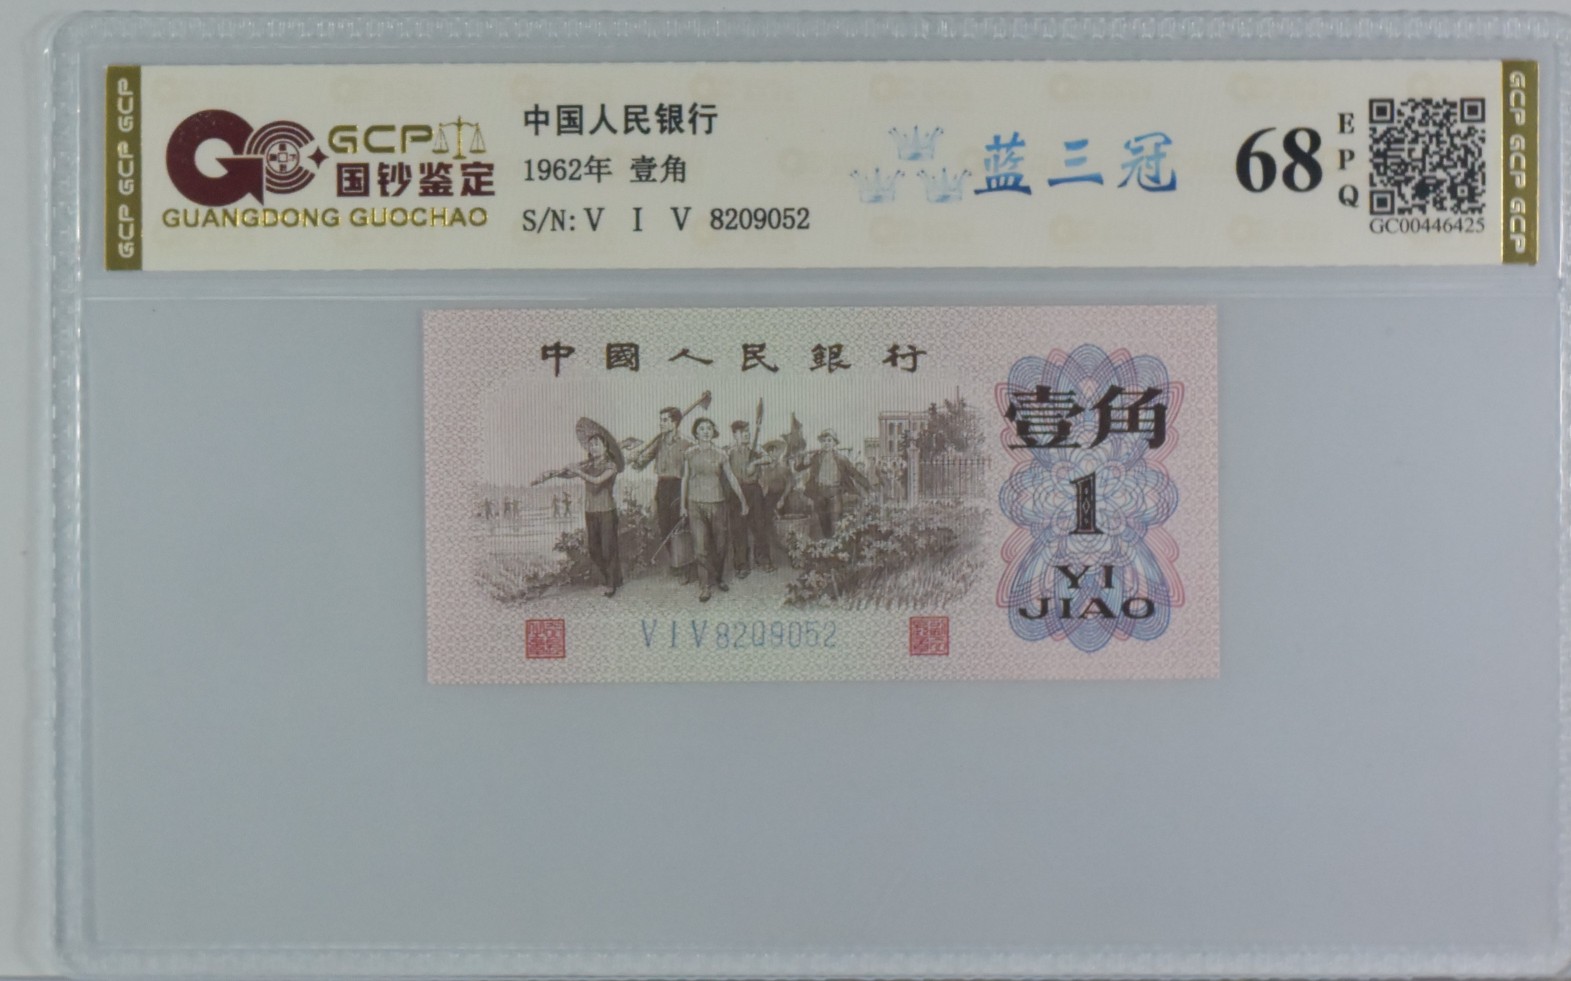 GCP GCP GCP
GCP
国钞鉴定
GUANGDONG GUOCHAO
中国人民银行
1962年 壹角
S/N: V I V 8209052
蓝三冠
68
EPQ
GC00446425
GCP GCP GCP
中國人民銀行
壹角
1
YI
JIAO
VIV8209052